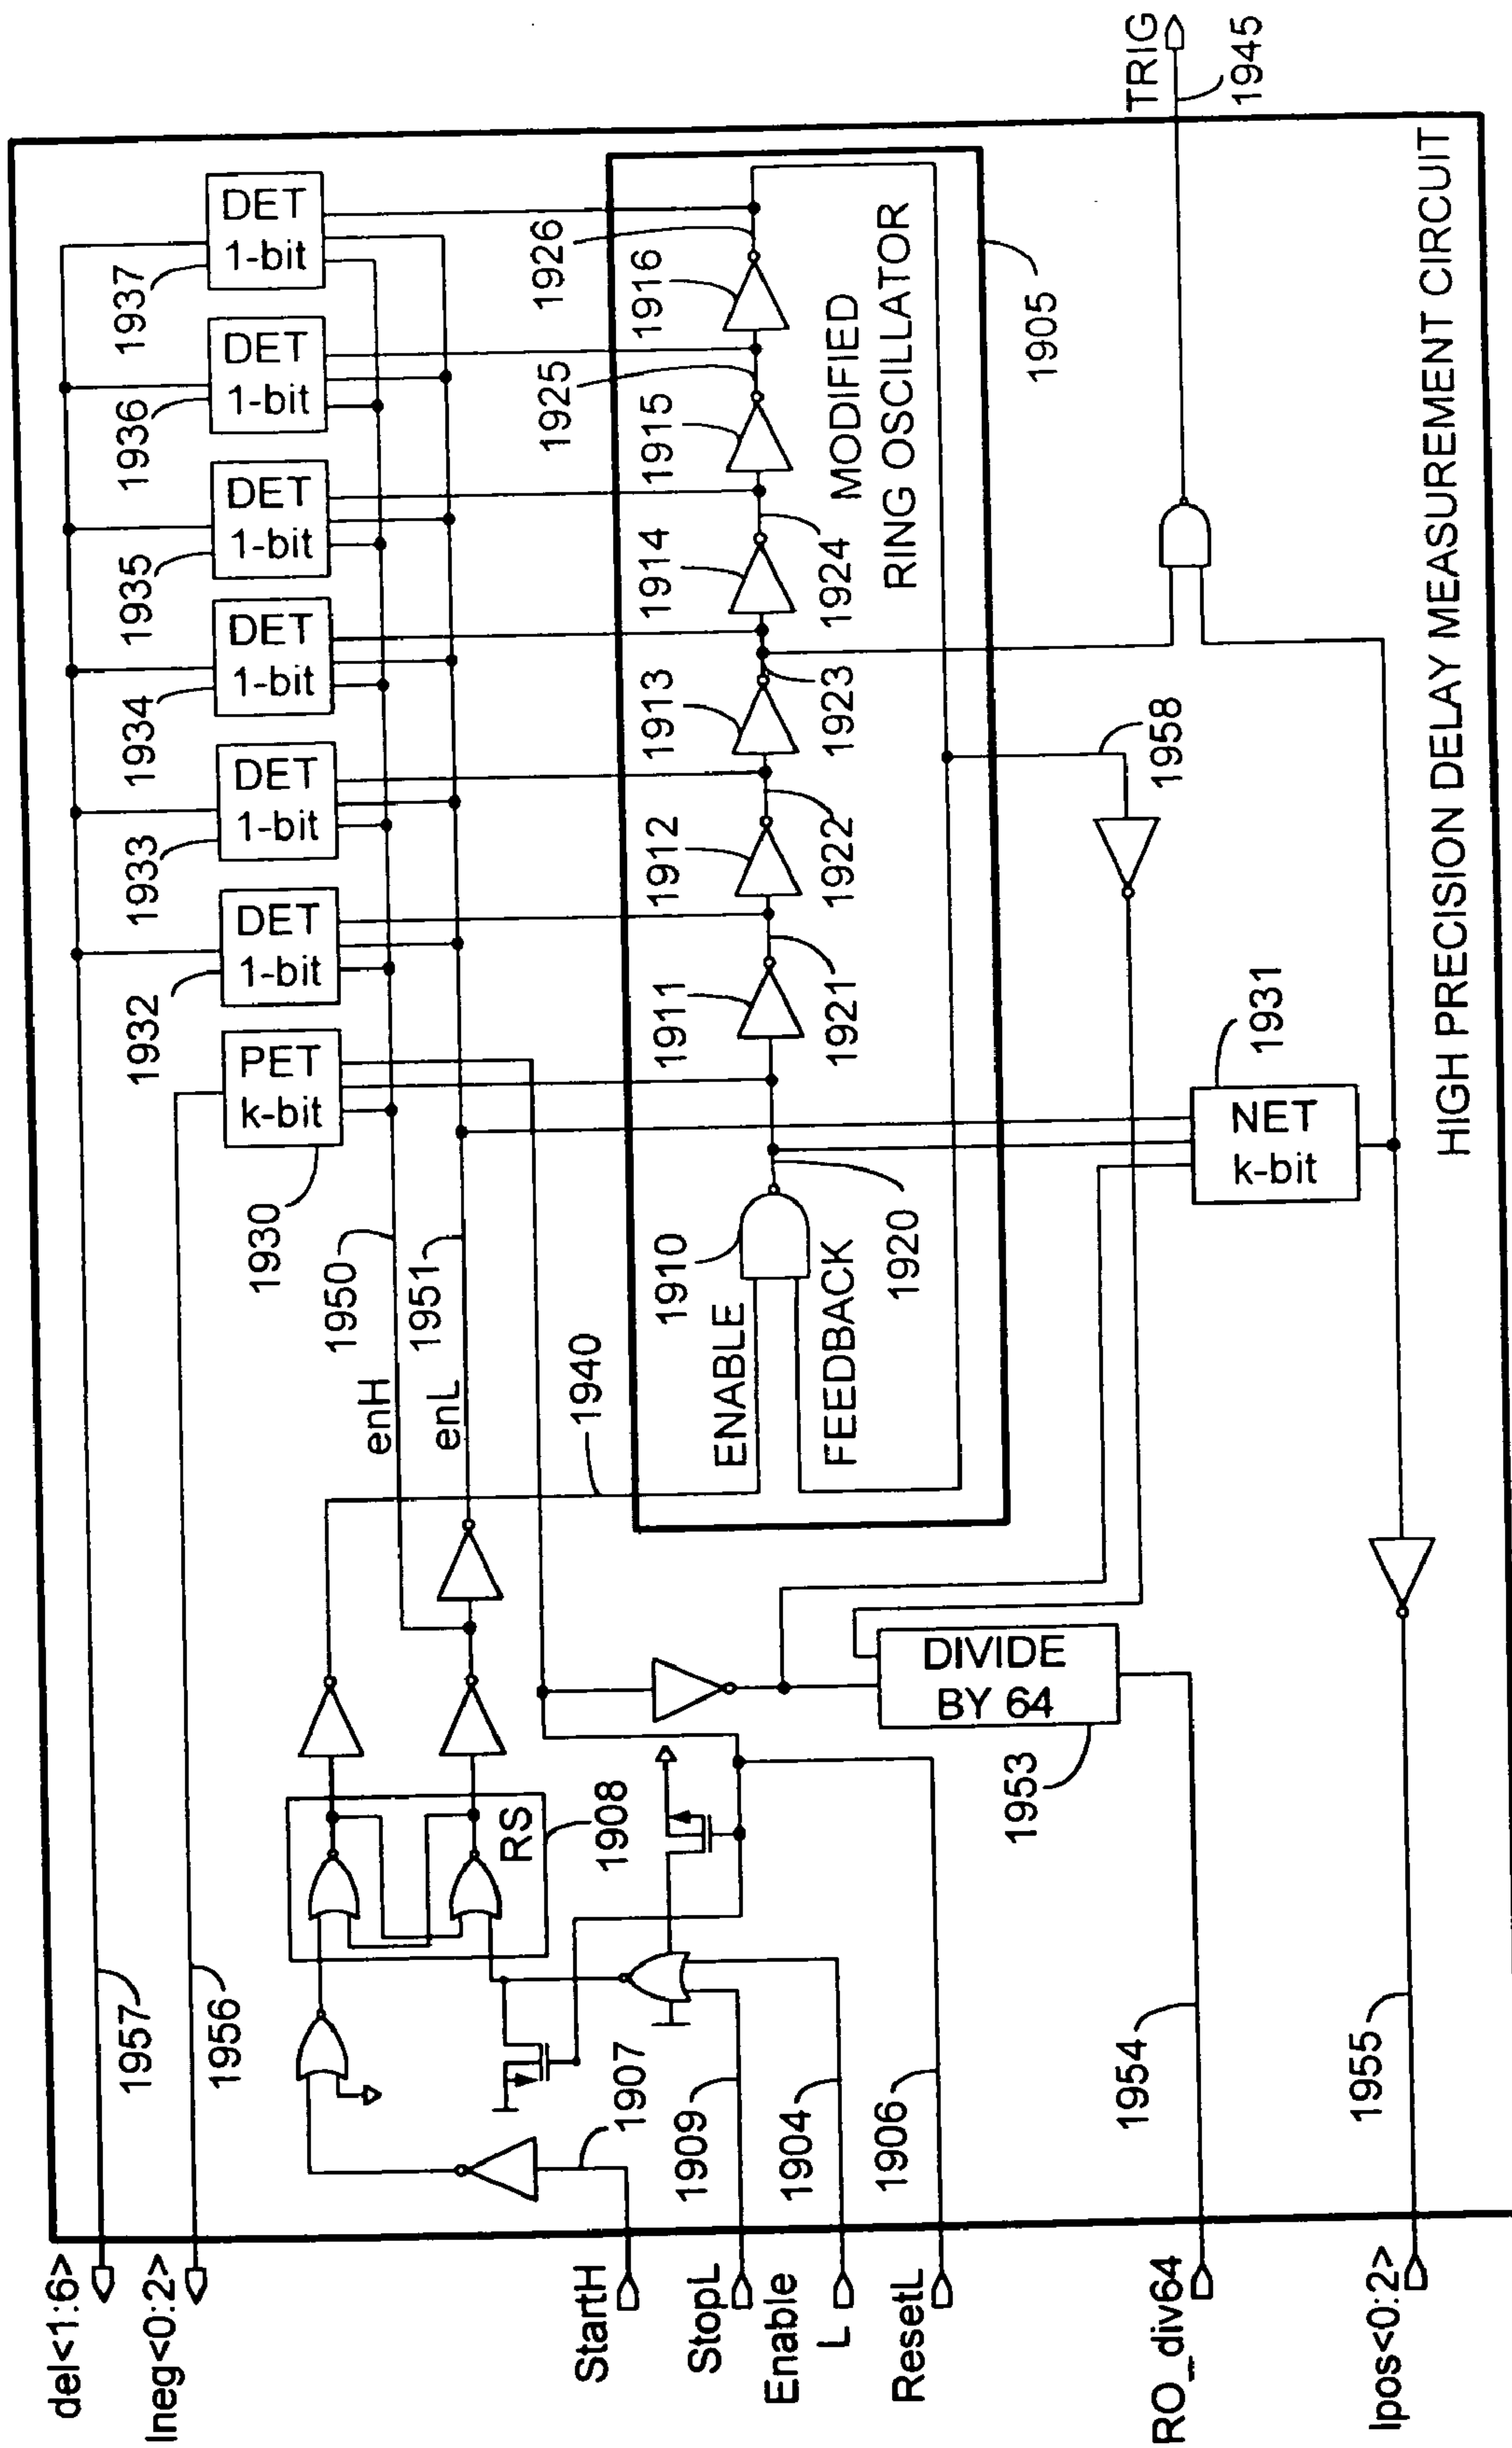 del<1:6>
Ineg<0:2>
StartH
StopL
Enable
L
ResetL
RO_div64
Ipos<0:2>
1957
1956
1907
1909
1904
1906
1954
1955
RS
1908
DIVIDE
BY 64
1953
enH
enL
1950
1951
1940
1930
PET
k-bit
DET
1-bit
1932
DET
1-bit
1933
DET
1-bit
1934
DET
1-bit
1935
DET
1-bit
1936
DET
1-bit
1937
ENABLE
FEEDBACK
1910
1920
1911
1921
1912
1922
1913
1923
1914
1924
1915
1925
1916
1926
MODIFIED
RING OSCILLATOR
1905
1958
NET
k-bit
1931
TRIG
1945
HIGH PRECISION DELAY MEASUREMENT CIRCUIT